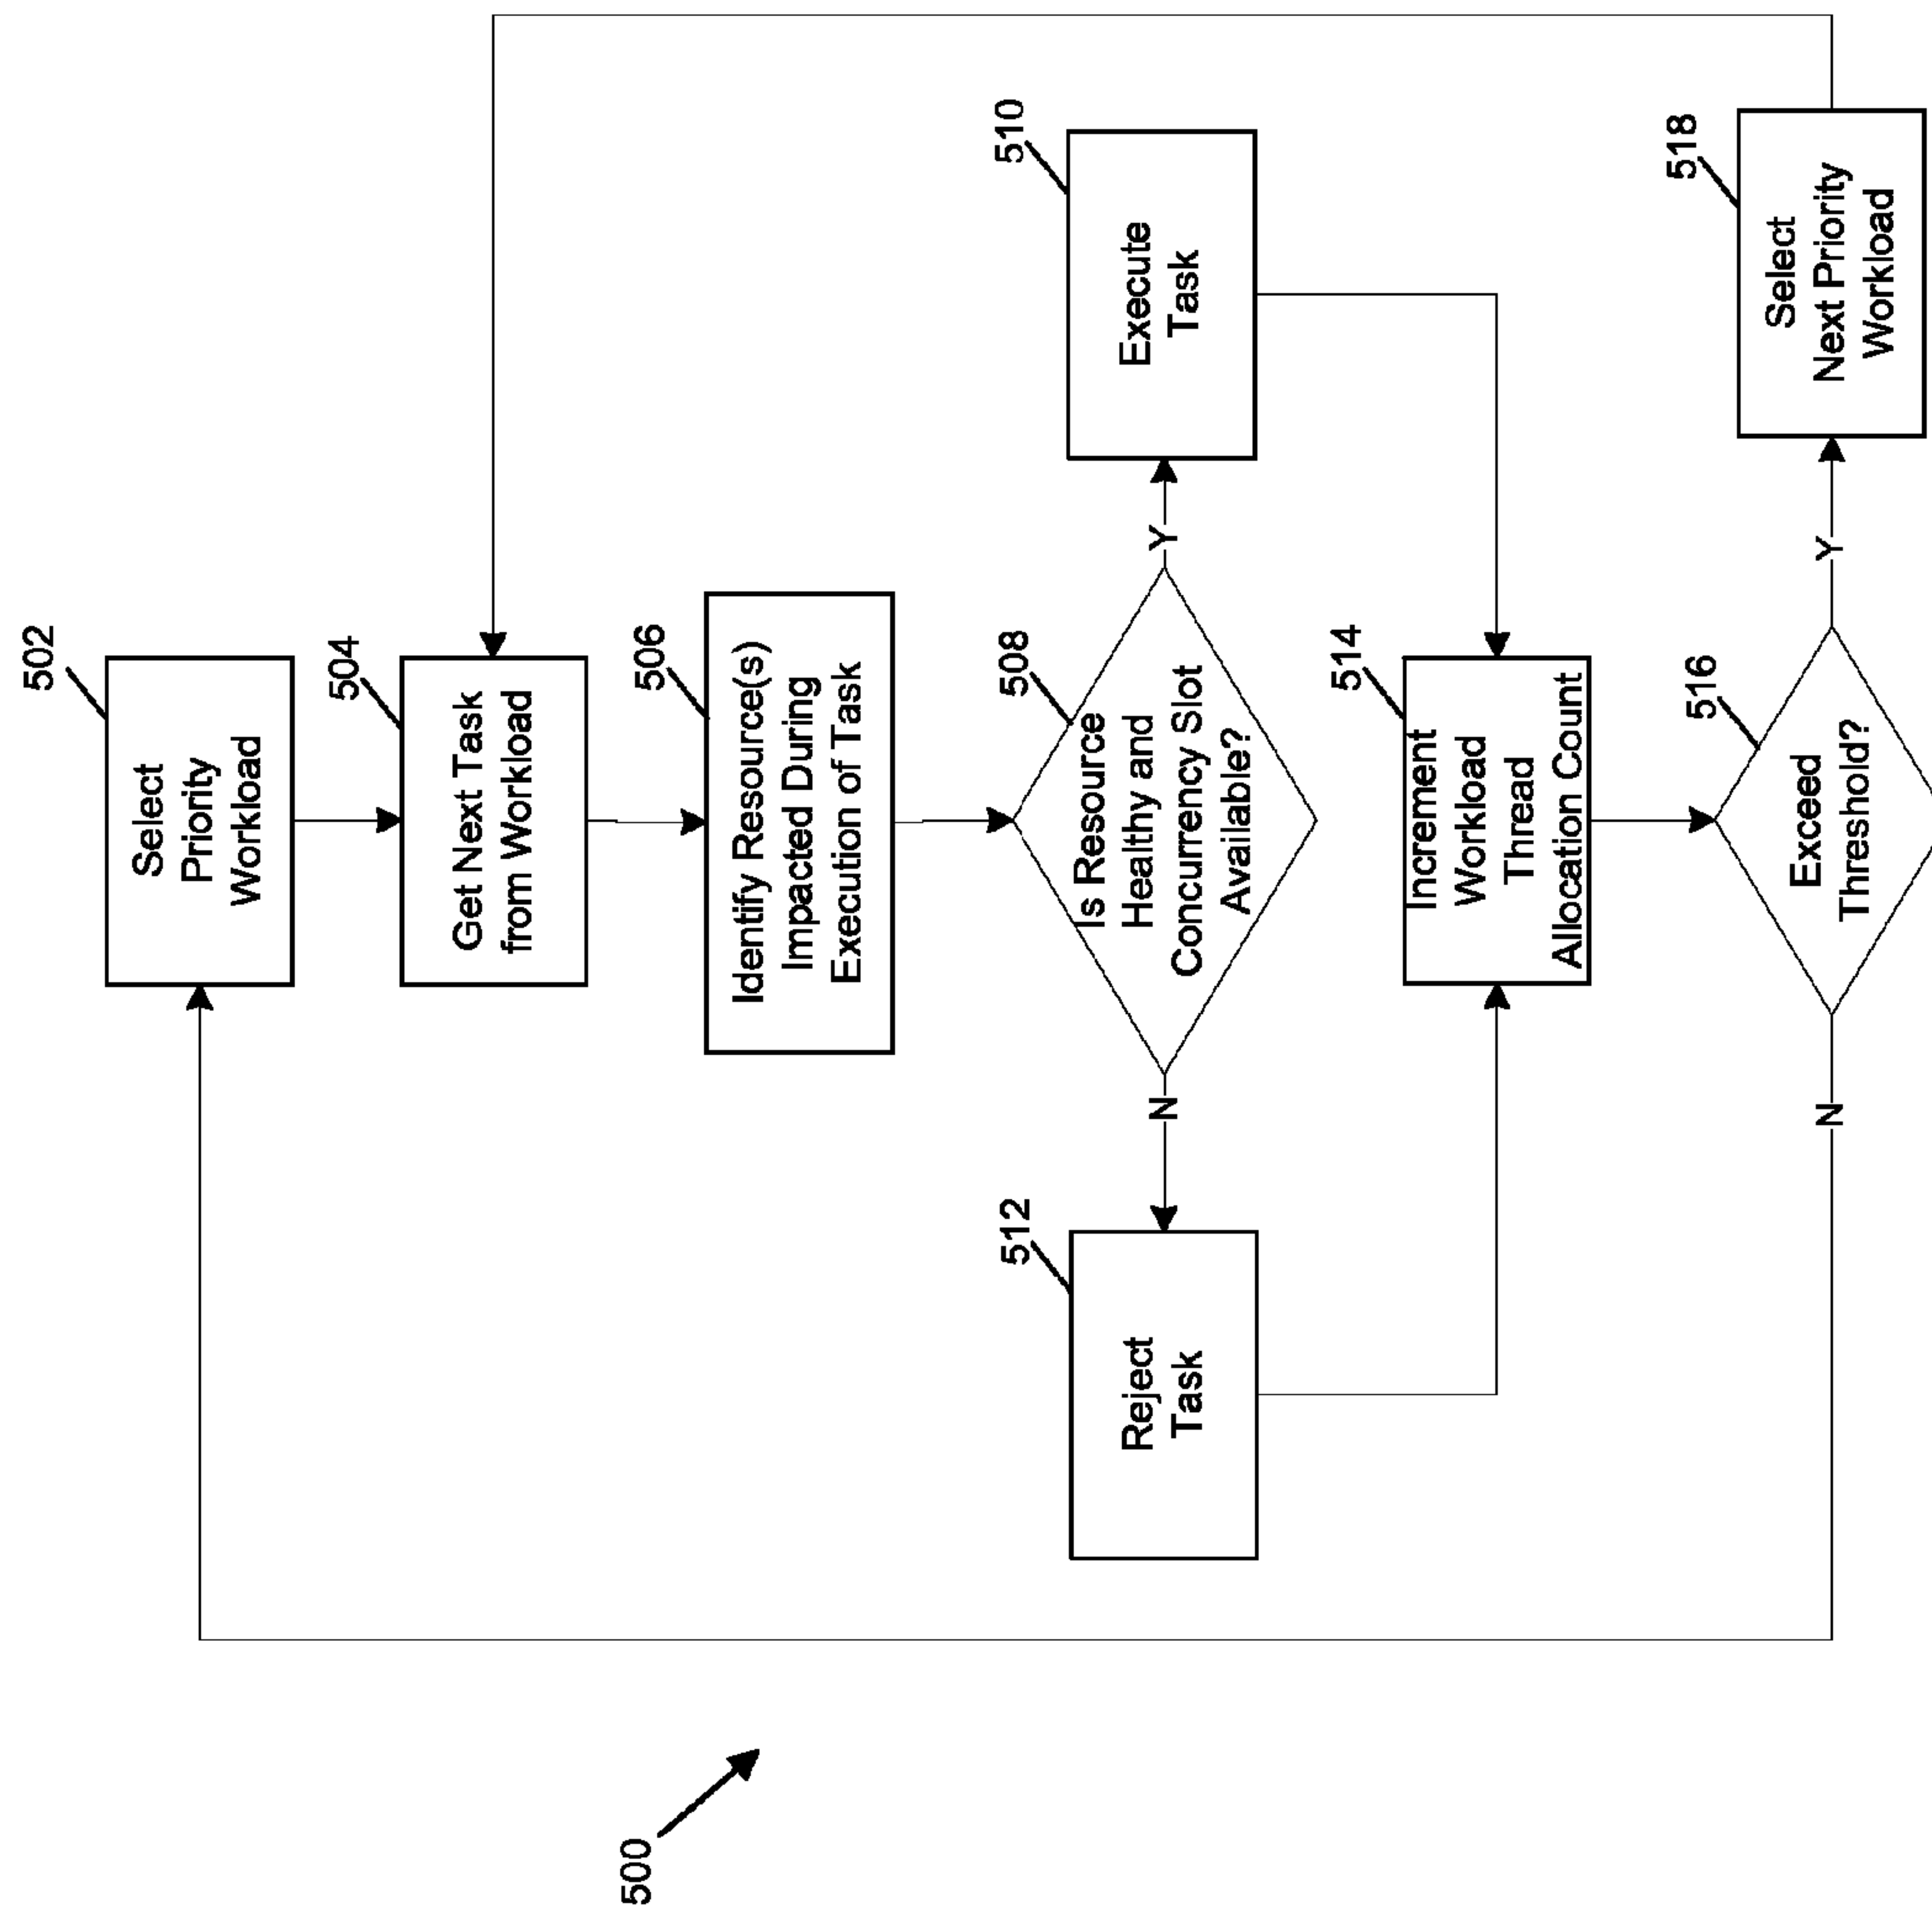 500
502
Select
Priority
Workload
504
Get Next Task
from Workload
506
Identify Resource(s)
Impacted During
Execution of Task
508
Is Resource
Healthy and
Concurrency Slot
Available?
N
Y
512
Reject
Task
510
Execute
Task
514
Increment
Workload
Thread
Allocation Count
516
Exceed
Threshold?
N
Y
518
Select
Next Priority
Workload